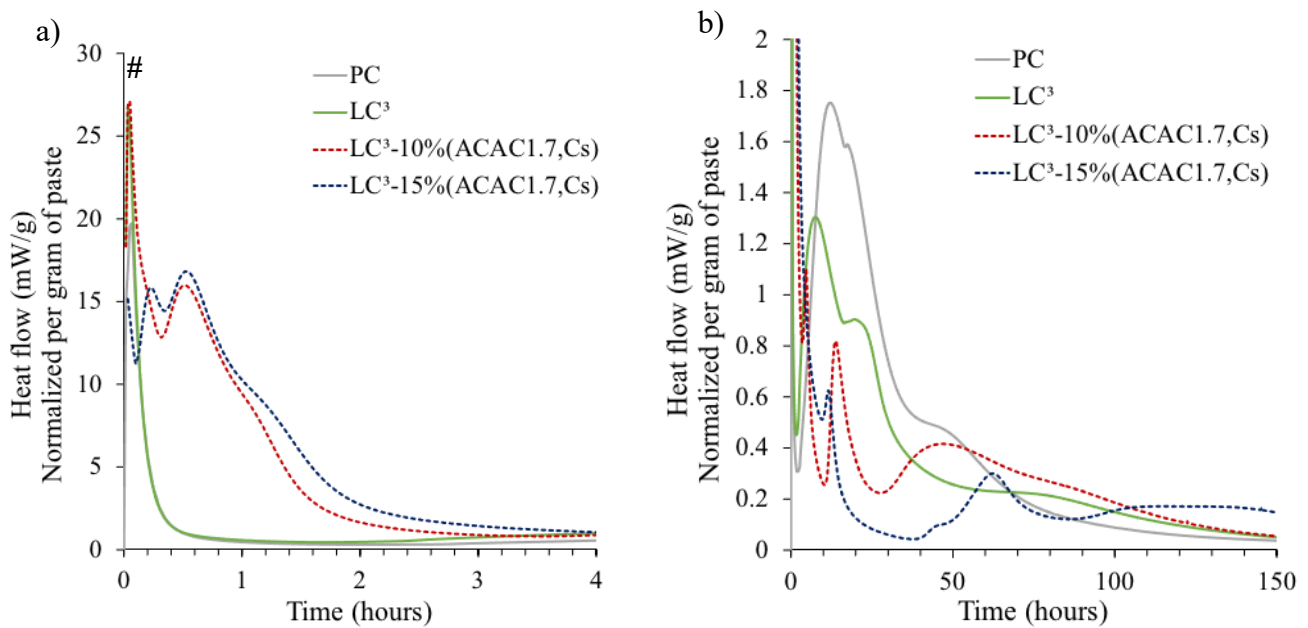 a)
#
30
25
20
15
10
5
0
0 1 2 3 4
Heat flow (mW/g)
Normalized per gram of paste
Time (hours)
PC
LC³
LC³-10%(ACAC1.7,Cs)
LC³-15%(ACAC1.7,Cs)
b)
2
1.8
1.6
1.4
1.2
1
0.8
0.6
0.4
0.2
0
0 50 100 150
Heat flow (mW/g)
Normalized per gram of paste
Time (hours)
PC
LC³
LC³-10%(ACAC1.7,Cs)
LC³-15%(ACAC1.7,Cs)